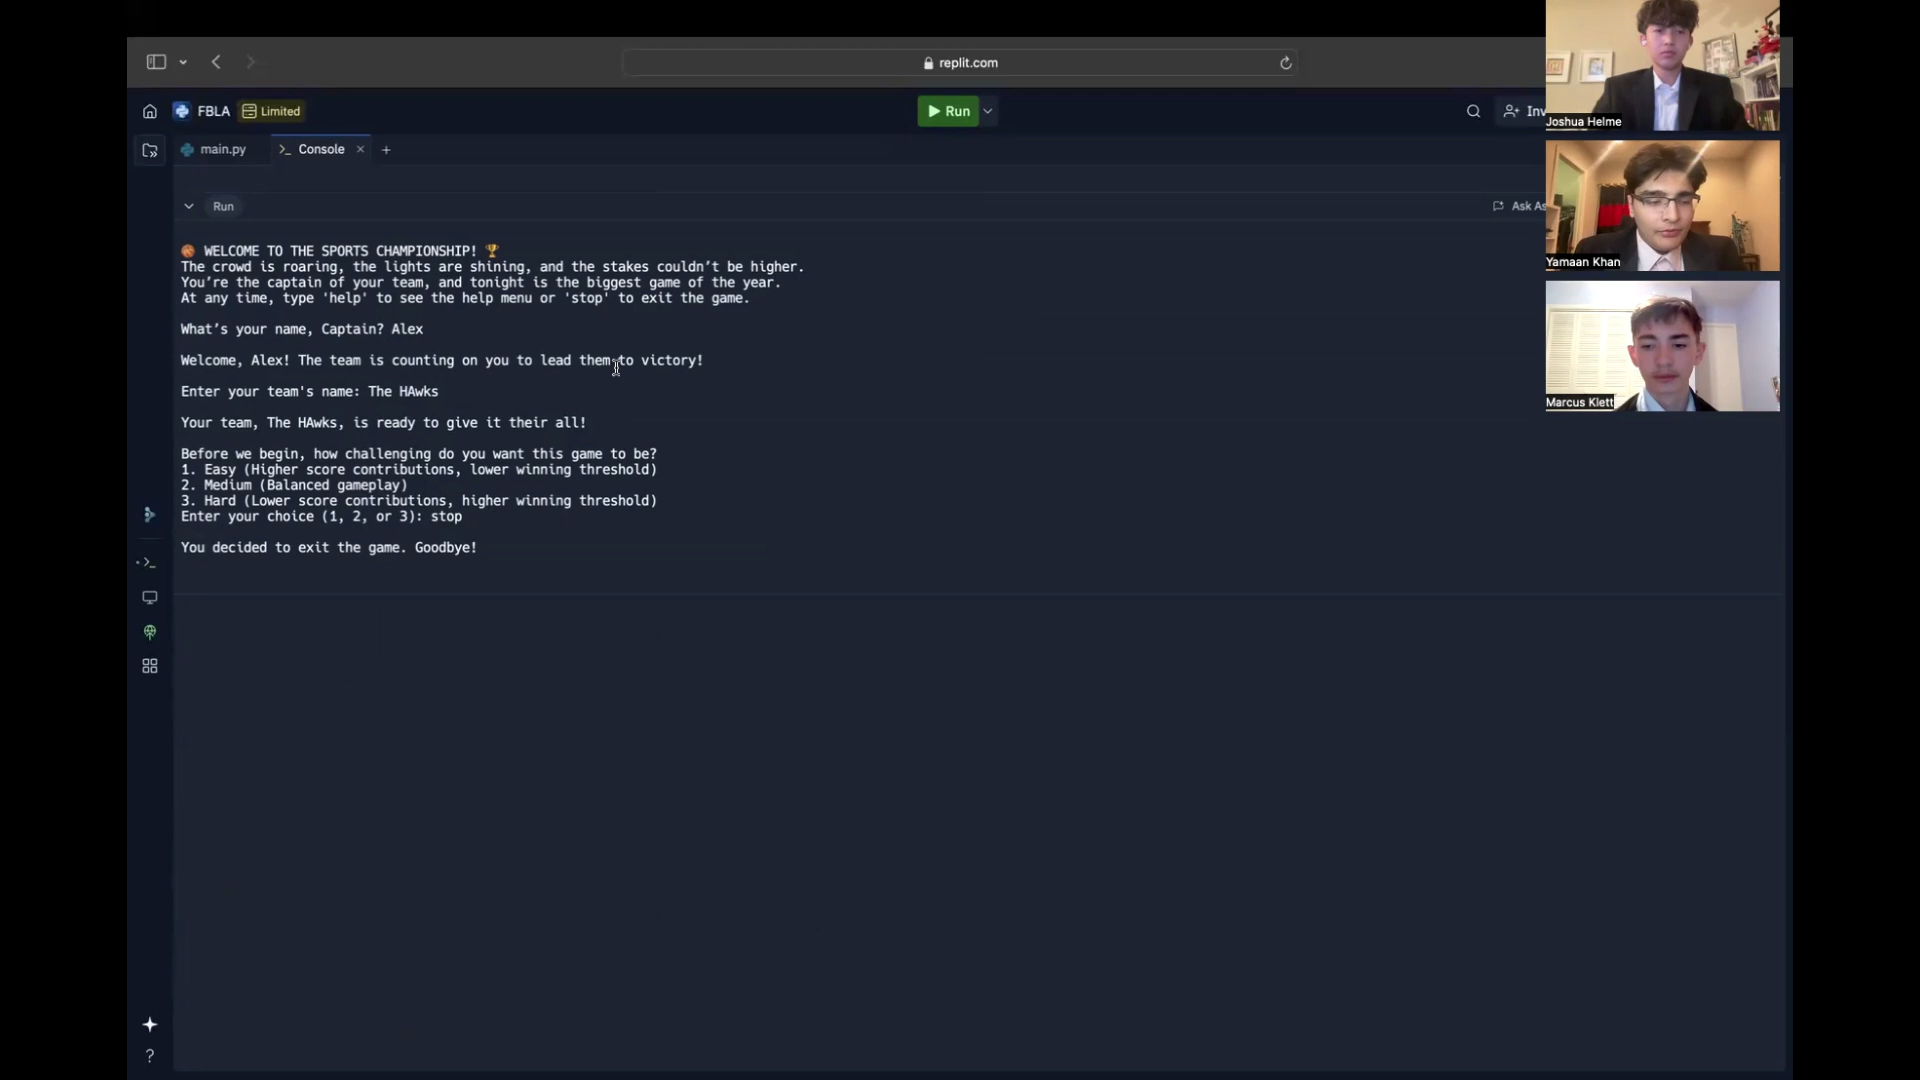 replit.com
FBLA
Limited
Run
Inv
Joshua Helme
main.py
Console
Run
Ask As
Yamaan Khan
🏀 WELCOME TO THE SPORTS CHAMPIONSHIP! 🏆
The crowd is roaring, the lights are shining, and the stakes couldn’t be higher.
You’re the captain of your team, and tonight is the biggest game of the year.
At any time, type 'help' to see the help menu or 'stop' to exit the game.
What’s your name, Captain? Alex
Welcome, Alex! The team is counting on you to lead them to victory!
Enter your team's name: The HAwks
Marcus Klett
Your team, The HAwks, is ready to give it their all!
Before we begin, how challenging do you want this game to be?
1. Easy (Higher score contributions, lower winning threshold)
2. Medium (Balanced gameplay)
3. Hard (Lower score contributions, higher winning threshold)
Enter your choice (1, 2, or 3): stop
You decided to exit the game. Goodbye!